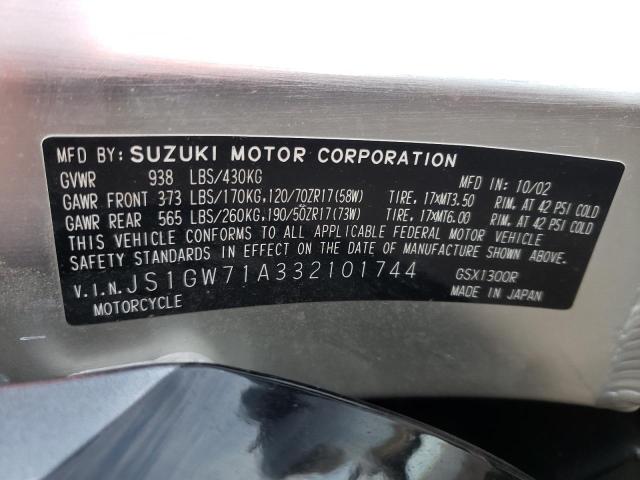 MFD BY: SUZUKI MOTOR CORPORATION
GVWR 938 LBS/430KG MFD IN: 10/02
GAWR FRONT 373 LBS/170KG,120/70ZR17(58W) TIRE, 17xMT3.50 RIM, AT 42 PSI COLD
GAWR REAR 565 LBS/260KG,190/50ZR17(73W) TIRE, 17xMT6.00 RIM, AT 42 PSI COLD
THIS VEHICLE CONFORMS TO ALL APPLICABLE FEDERAL MOTOR VEHICLE
SAFETY STANDARDS IN EFFECT ON THE DATE OF MANUFACTURE SHOWN ABOVE.
V.I.N. JS1GW71A332101744 GSX1300R
MOTORCYCLE MADE IN JAPAN